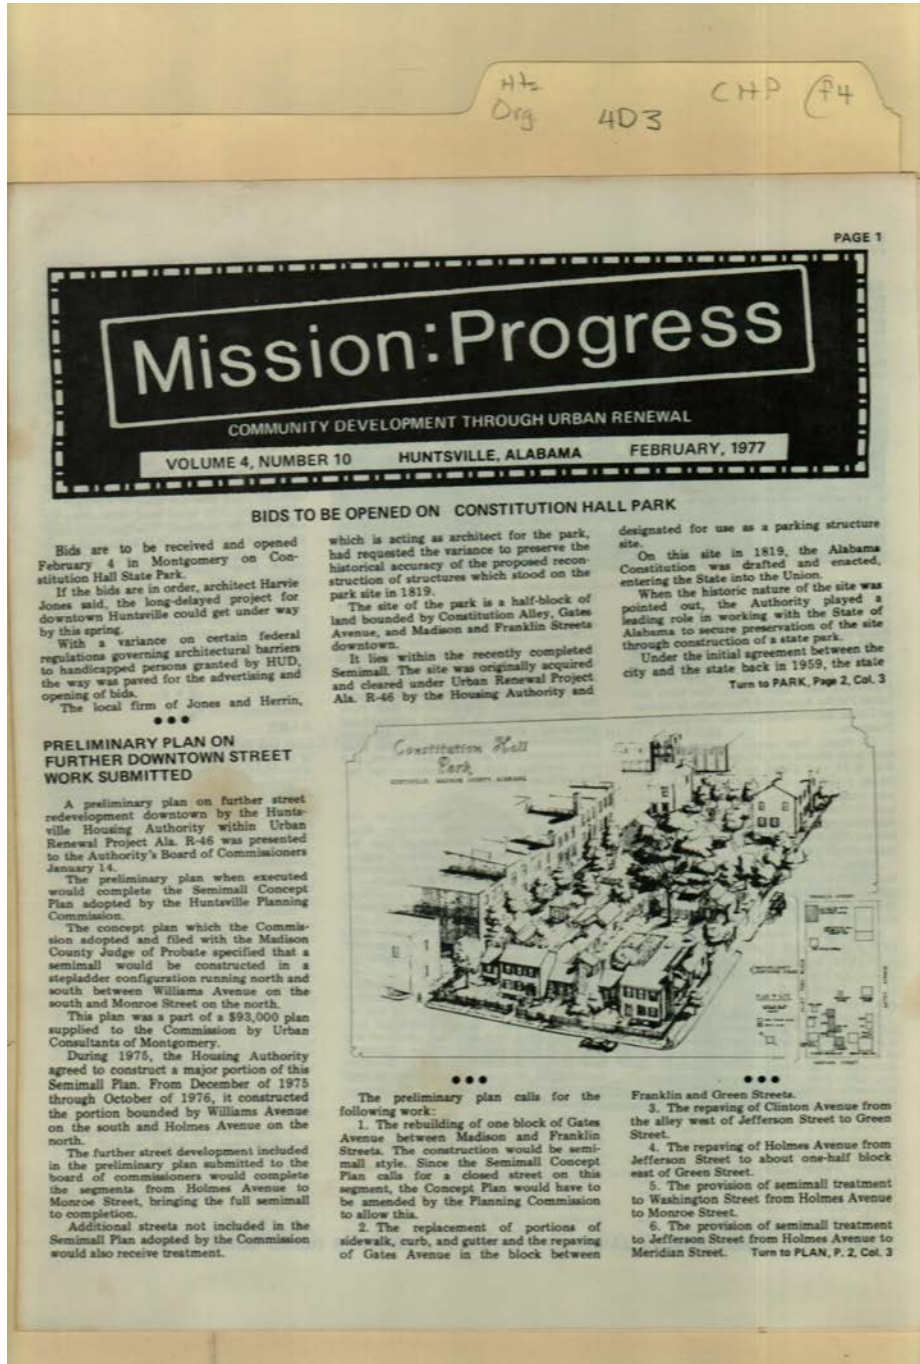 Hts
Org
4D3
CHP
P4
PAGE 1
Mission: Progress
COMMUNITY DEVELOPMENT THROUGH URBAN RENEWAL
VOLUME 4, NUMBER 10 HUNTSVILLE, ALABAMA FEBRUARY, 1977
BIDS TO BE OPENED ON CONSTITUTION HALL PARK
Bids are to be received and opened
February 4 in Montgomery on Con-
stitution Hall State Park.
If the bids are in order, architect Harvie
Jones said, the long-delayed project for
downtown Huntsville could get under way
by this spring.
With a variance on certain federal
regulations governing architectural barriers
to handicapped persons granted by HUD,
the way was paved for the advertising and
opening of bids.
The local firm of Jones and Herrin,
which is acting as architect for the park,
had requested the variance to preserve the
historical accuracy of the proposed recon-
struction of structures which stood on the
park site in 1819.
The site of the park is a half-block of
land bounded by Constitution Alley, Gates
Avenue, and Madison and Franklin Streets
downtown.
It lies within the recently completed
Semimall. The site was originally acquired
and cleared under Urban Renewal Project
Ala. R-46 by the Housing Authority and
designated for use as a parking structure
site.
On this site in 1819, the Alabama
Constitution was drafted and enacted,
entering the State into the Union.
When the historic nature of the site was
pointed out, the Authority played a
leading role in working with the State of
Alabama to secure preservation of the site
through construction of a state park.
Under the initial agreement between the
city and the state back in 1959, the state
Turn to PARK, Page 2, Col. 3
PRELIMINARY PLAN ON
FURTHER DOWNTOWN STREET
WORK SUBMITTED
A preliminary plan on further street
redevelopment downtown by the Hunts-
ville Housing Authority within Urban
Renewal Project Ala. R-46 was presented
to the Authority's Board of Commissioners
January 14.
The preliminary plan when executed
would complete the Semimall Concept
Plan adopted by the Huntsville Planning
Commission.
The concept plan which the Commis-
sion adopted and filed with the Madison
County Judge of Probate specified that a
semimall would be constructed in a
stepladder configuration running north and
south between Williams Avenue on the
south and Monroe Street on the north.
This plan was a part of a $93,000 plan
supplied to the Commission by Urban
Consultants of Montgomery.
During 1975, the Housing Authority
agreed to construct a major portion of this
Semimall Plan. From December of 1975
through October of 1976, it constructed
the portion bounded by Williams Avenue
on the south and Holmes Avenue on the
north.
The further street development included
in the preliminary plan submitted to the
board of commissioners would complete
the segments from Holmes Avenue to
Monroe Street, bringing the full semimall
to completion.
Additional streets not included in the
Semimall Plan adopted by the Commission
would also receive treatment.
Constitution Hall
Park
HUNTSVILLE, MADISON COUNTY, ALABAMA
FRANKLIN STREET
GATES AVENUE
MADISON STREET
The preliminary plan calls for the
following work:
1. The rebuilding of one block of Gates
Avenue between Madison and Franklin
Streets. The construction would be semi-
mall style. Since the Semimall Concept
Plan calls for a closed street on this
segment, the Concept Plan would have to
be amended by the Planning Commission
to allow this.
2. The replacement of portions of
sidewalk, curb, and gutter and the repaving
of Gates Avenue in the block between
Franklin and Green Streets.
3. The repaving of Clinton Avenue from
the alley west of Jefferson Street to Green
Street.
4. The repaving of Holmes Avenue from
Jefferson Street to about one-half block
east of Green Street.
5. The provision of semimall treatment
to Washington Street from Holmes Avenue
to Monroe Street.
6. The provision of semimall treatment
to Jefferson Street from Holmes Avenue to
Meridian Street. Turn to PLAN, P. 2, Col. 3